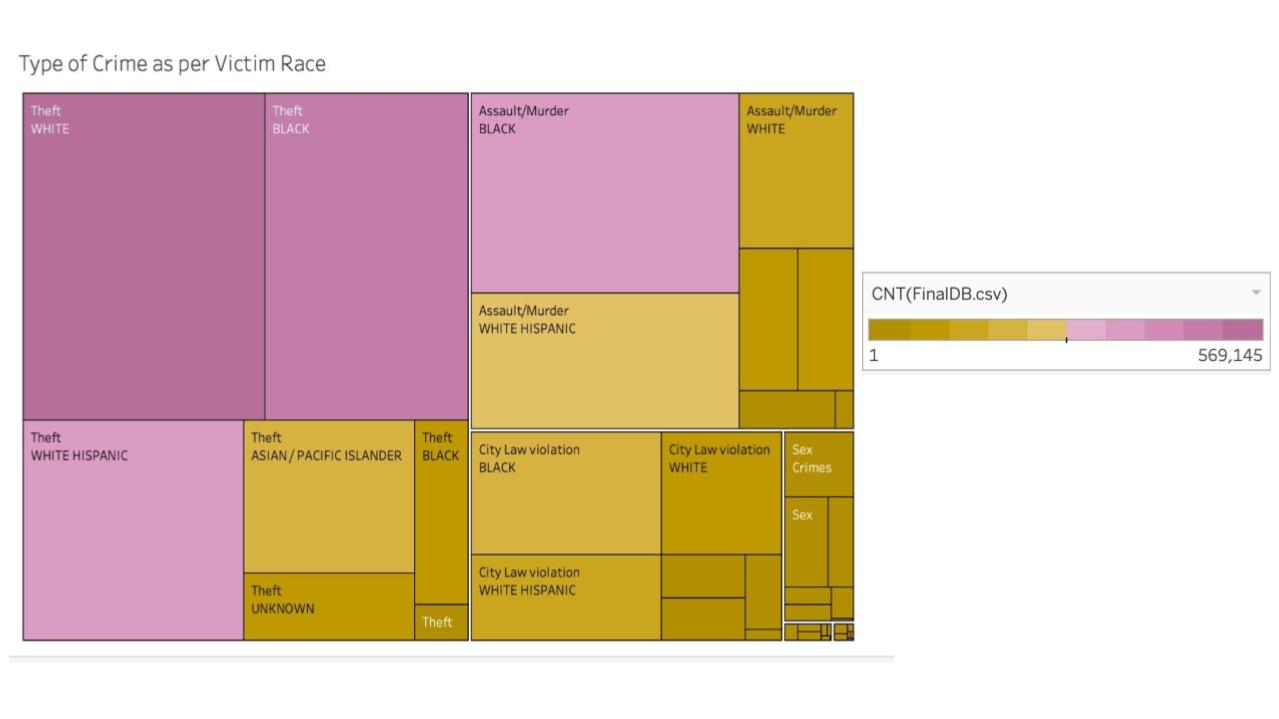 Type of Crime as per Victim Race
Theft
WHITE
Theft
BLACK
Assault/Murder
BLACK
Assault/Murder
WHITE
Assault/Murder
WHITE HISPANIC
CNT(FinalDB.csv)
1
569,145
Theft
WHITE HISPANIC
Theft
ASIAN / PACIFIC ISLANDER
Theft
BLACK
City Law violation
BLACK
City Law violation
WHITE
Sex
Crimes
Sex
City Law violation
WHITE HISPANIC
Theft
UNKNOWN
Theft